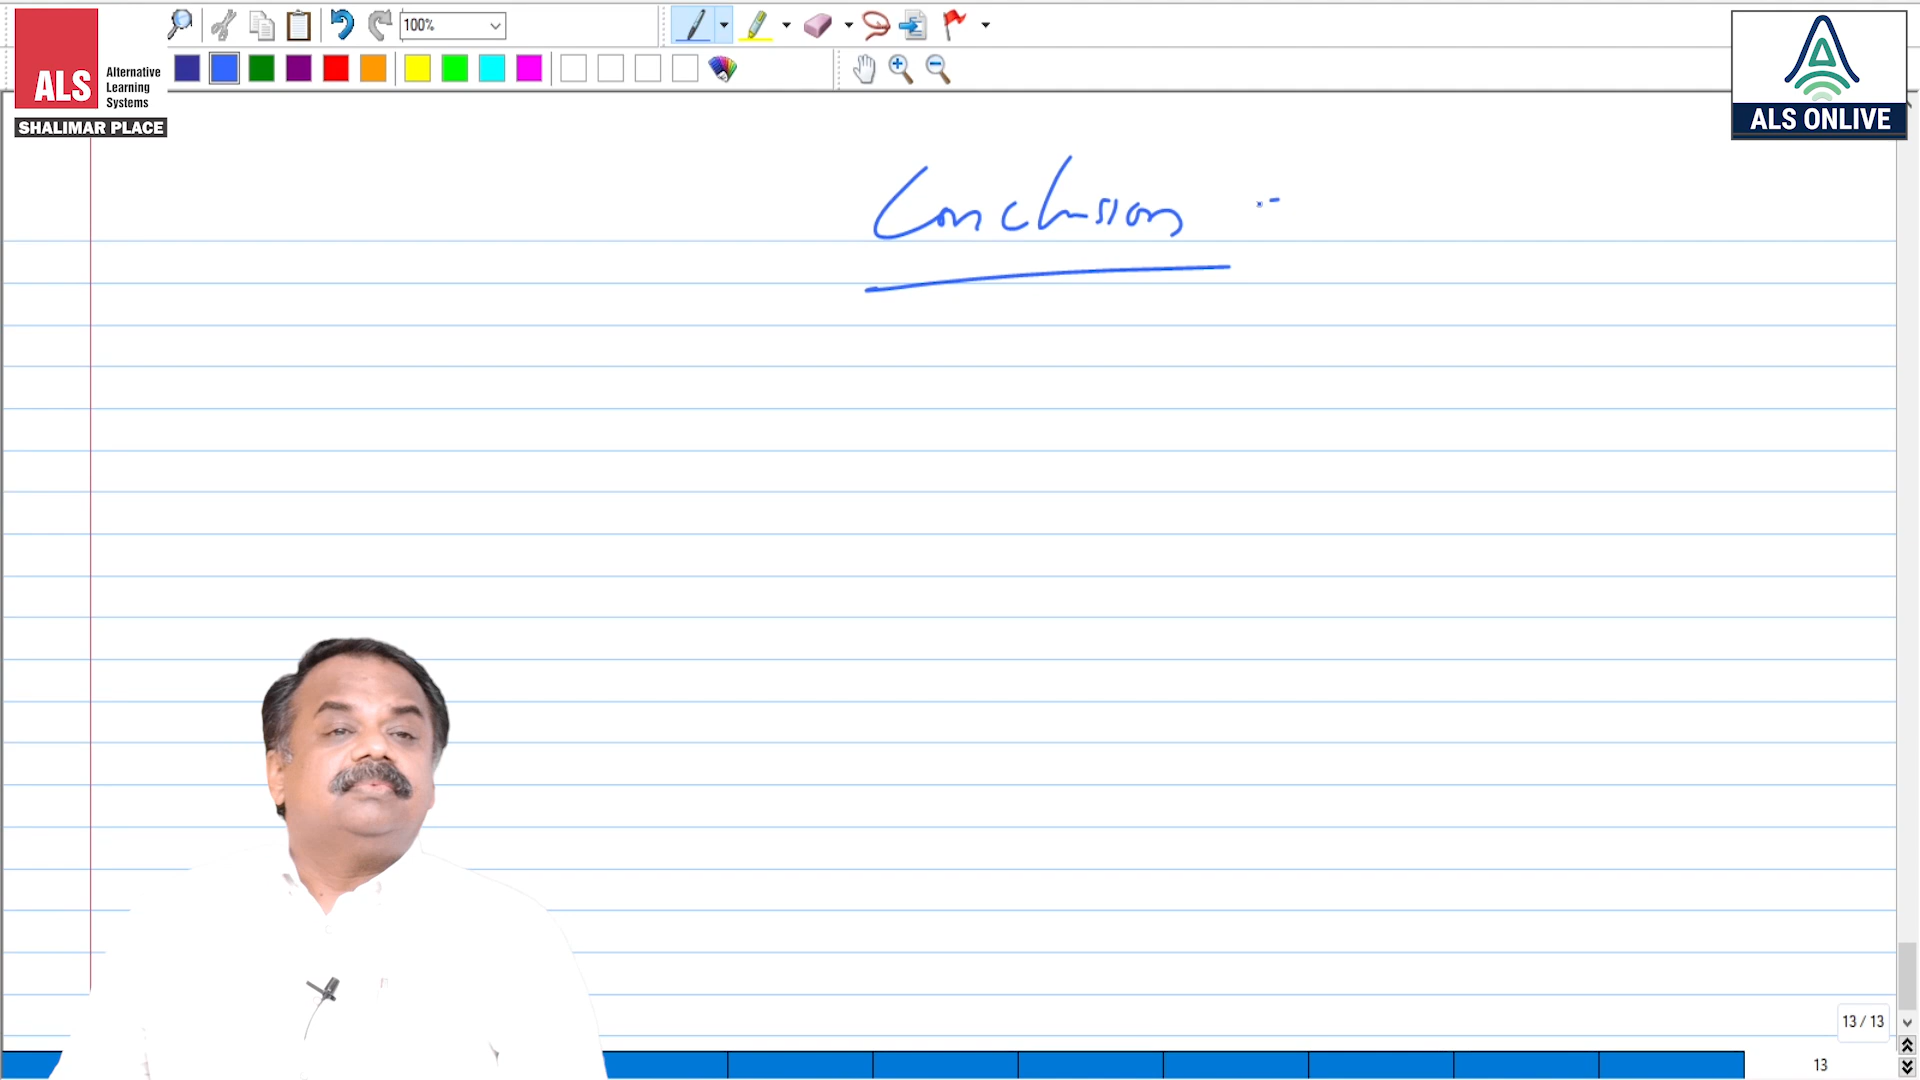 100%
ALS
Alternative
Learning
Systems
SHALIMAR PLACE
ALS ONLIVE
Conclusion :-
13 / 13
13